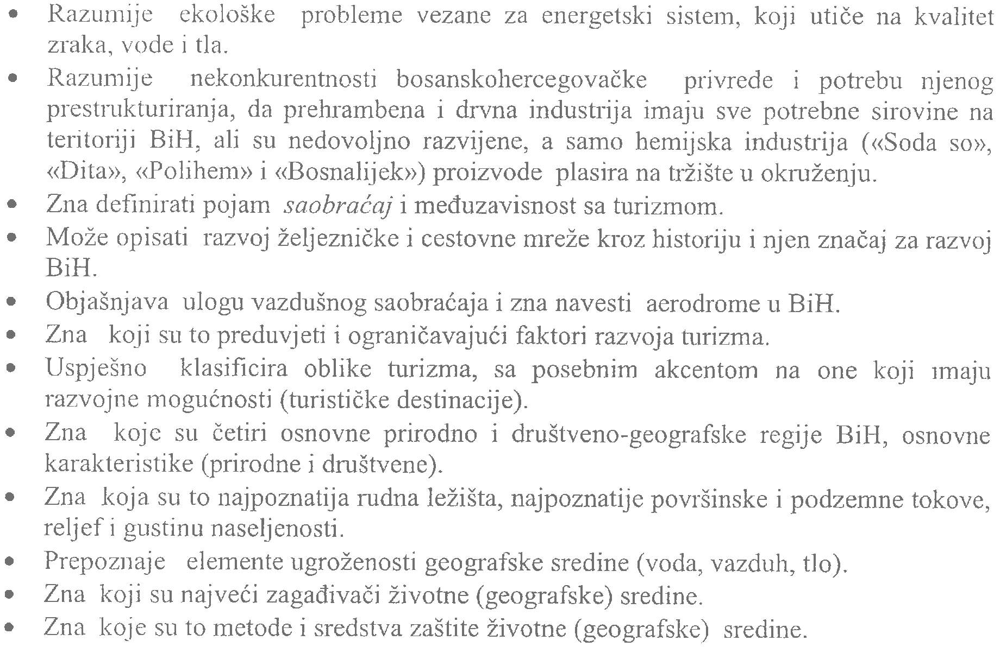 • Razumije ekološke probleme vezane za energetski sistem, koji utiče na kvalitet
zraka, vode i tla.
• Razumije nekonkurentnosti bosanskohercegovačke privrede i potrebu njenog
prestrukturiranja, da prehrambena i drvna industrija imaju sve potrebne sirovine na
teritoriji BiH, ali su nedovoljno razvijene, a samo hemijska industrija («Soda so»,
«Dita», «Polihem» i «Bosnalijek») proizvode plasira na tržište u okruženju.
• Zna definirati pojam saobraćaj i međuzavisnost sa turizmom.
• Može opisati razvoj željezničke i cestovne mreže kroz historiju i njen značaj za razvoj
BiH.
• Objašnjava ulogu vazdušnog saobraćaja i zna navesti aerodrome u BiH.
• Zna koji su to preduvjeti i ograničavajući faktori razvoja turizma.
• Uspješno klasificira oblike turizma, sa posebnim akcentom na one koji imaju
razvojne mogućnosti (turističke destinacije).
• Zna koje su četiri osnovne prirodno i društveno-geografske regije BiH, osnovne
karakteristike (prirodne i društvene).
• Zna koja su to najpoznatija rudna ležišta, najpoznatije površinske i podzemne tokove,
reljef i gustinu naseljenosti.
• Prepoznaje elemente ugroženosti geografske sredine (voda, vazduh, tlo).
• Zna koji su najveći zagađivači životne (geografske) sredine.
• Zna koje su to metode i sredstva zaštite životne (geografske) sredine.